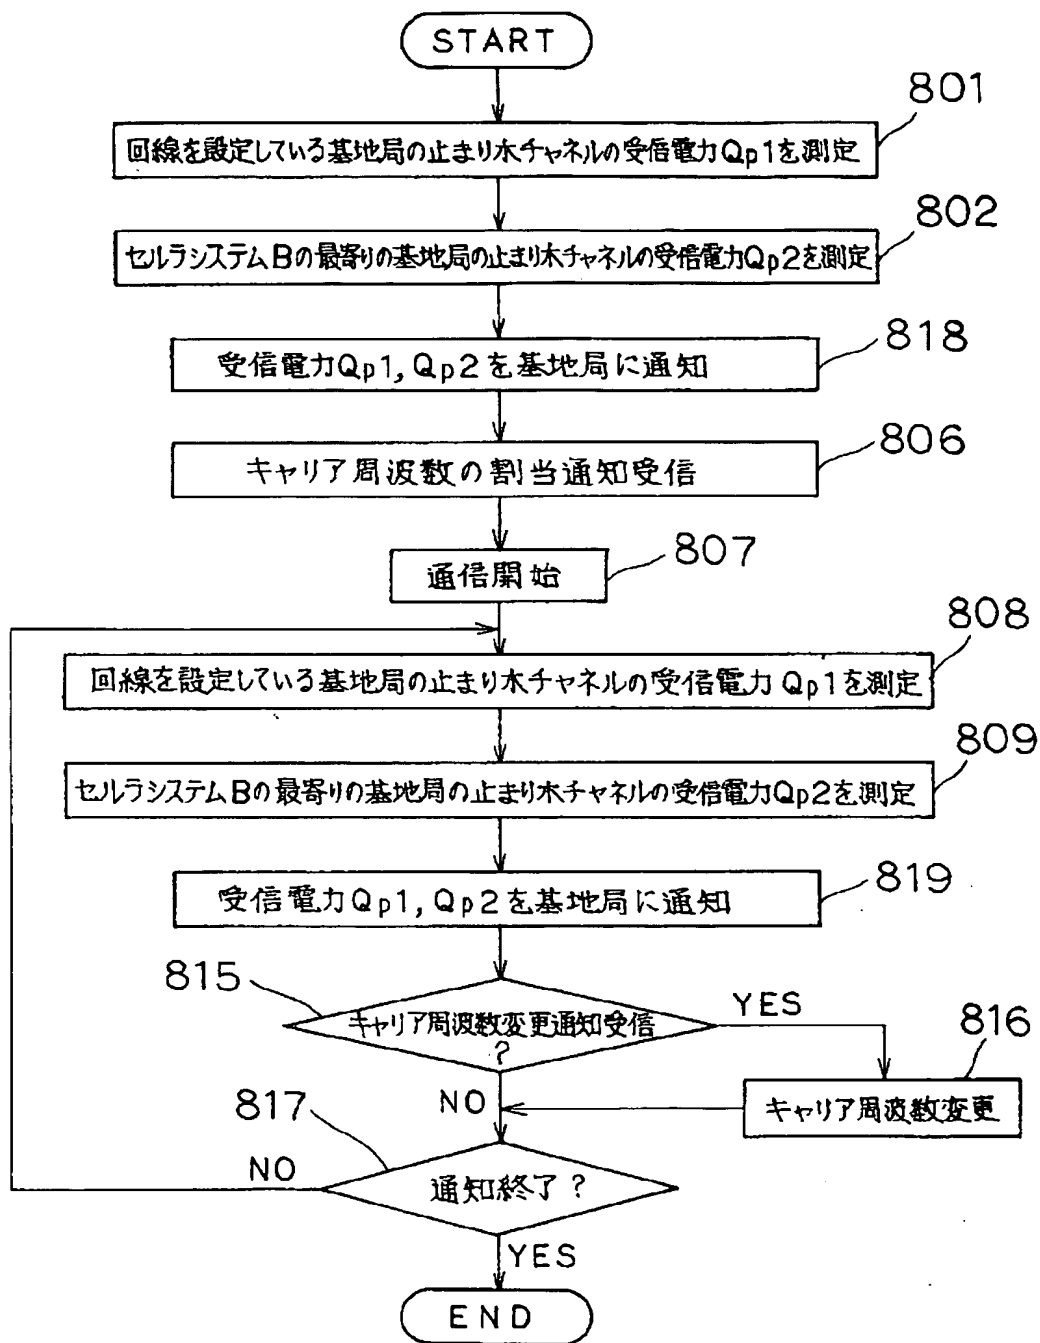 START
801
回線を設定している基地局の止まり木チャネルの受信電力Qp1を測定
802
セルラシステムBの最寄りの基地局の止まり木チャネルの受信電力Qp2を測定
818
受信電力Qp1, Qp2を基地局に通知
806
キャリア周波数の割当通知受信
807
通信開始
808
回線を設定している基地局の止まり木チャネルの受信電力Qp1を測定
809
セルラシステムBの最寄りの基地局の止まり木チャネルの受信電力Qp2を測定
819
受信電力Qp1, Qp2を基地局に通知
815
キャリア周波数変更通知受信
?
YES
816
キャリア周波数変更
NO
817
通知終了?
NO
YES
END